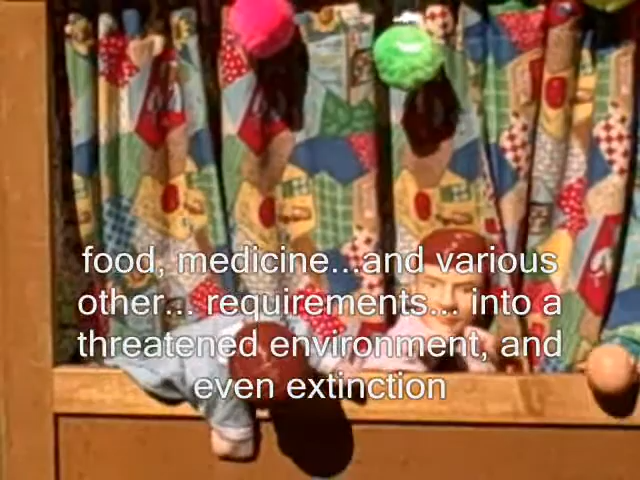 food, medicine...and various
other... requirements... into a
threatened environment, and
even extinction